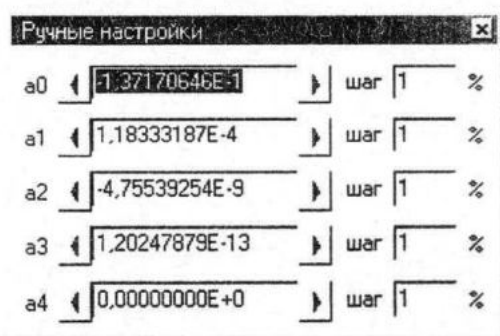 Ручные настройки
a0 -1,37170646E-1 шаг 1 %
a1 1,18333187E-4 шаг 1 %
a2 -4,75539254E-9 шаг 1 %
a3 1,20247879E-13 шаг 1 %
a4 0,00000000E+0 шаг 1 %